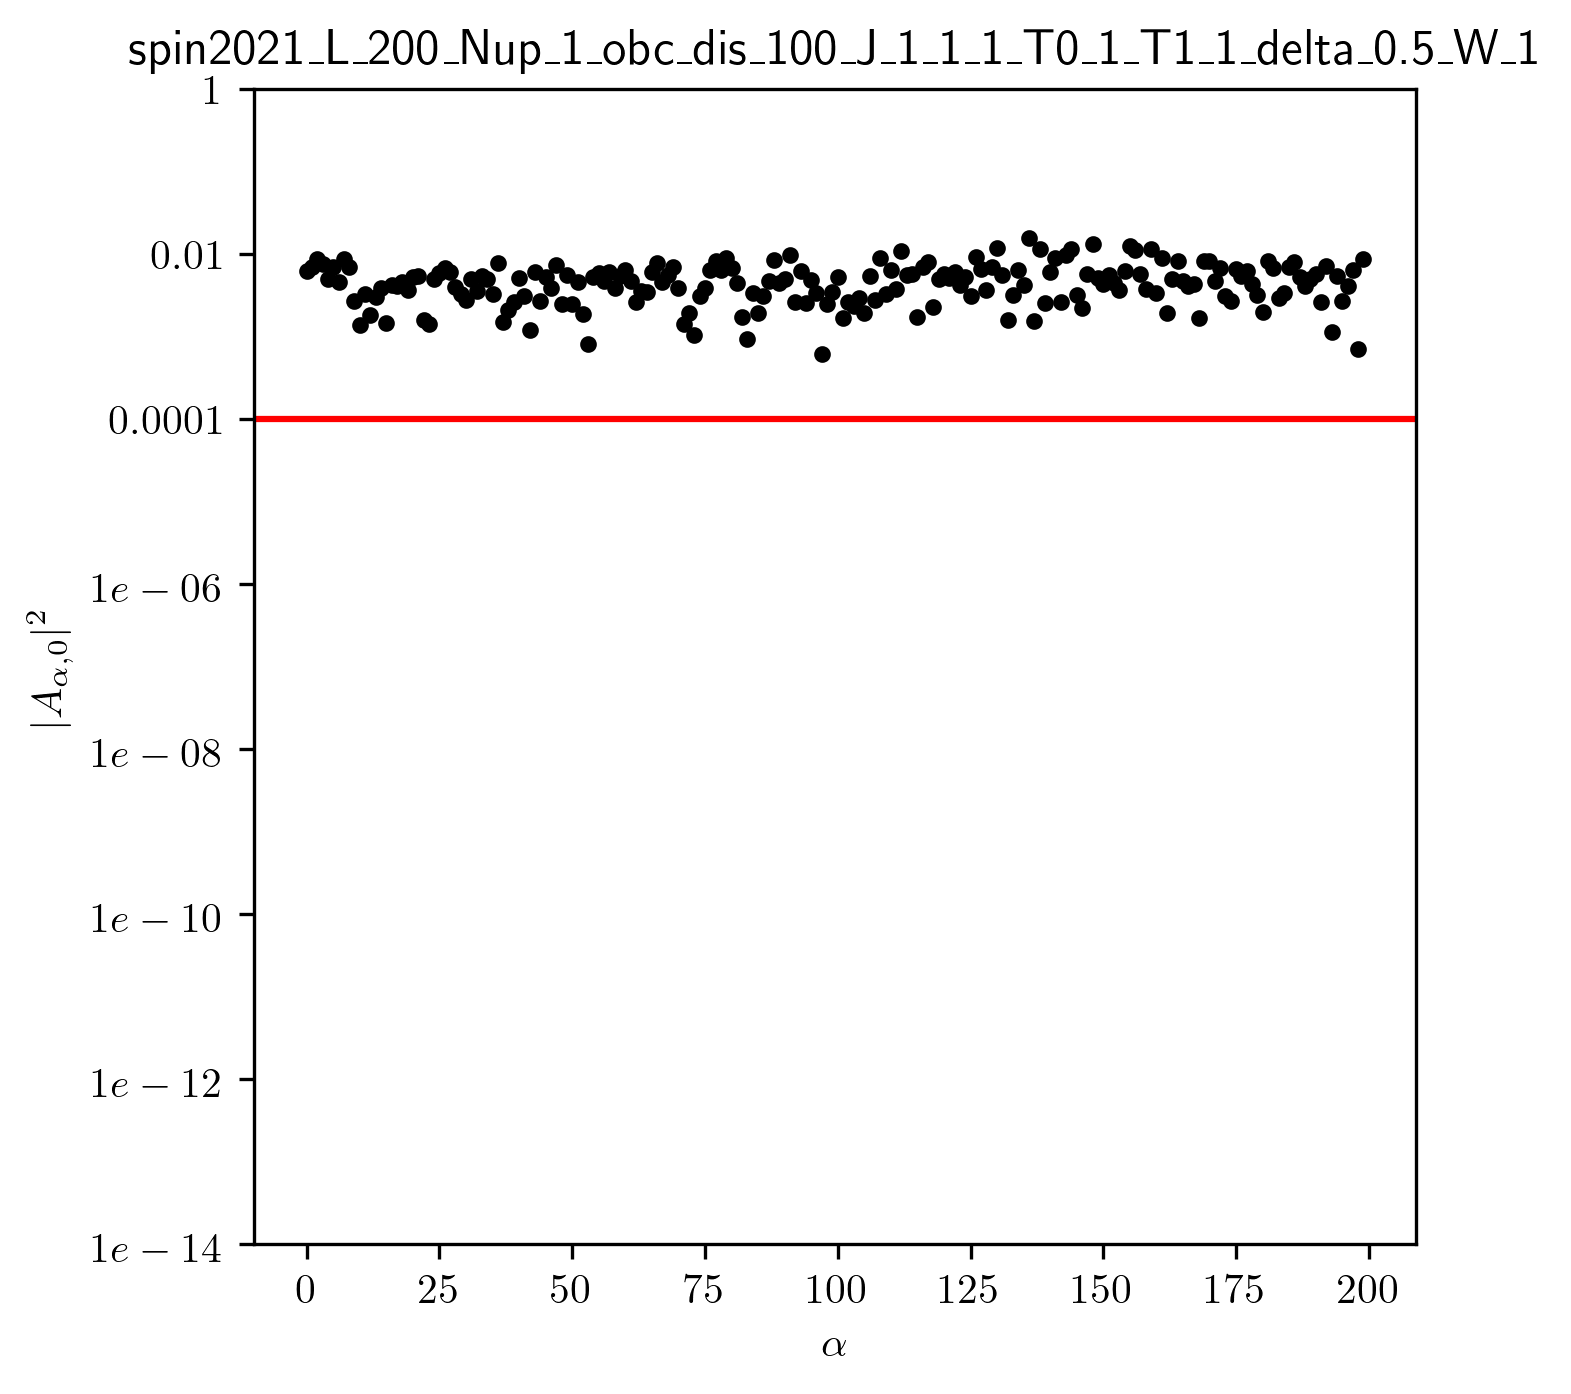 spin2021_L_200_Nup_1_obc_dis_100_J_1_1_1_T0_1_T1_1_delta_0.5_W_1
1
0.01
0.0001
1e − 06
1e − 08
1e − 10
1e − 12
1e − 14
|A_{α,0}|^2
0 25 50 75 100 125 150 175 200
α